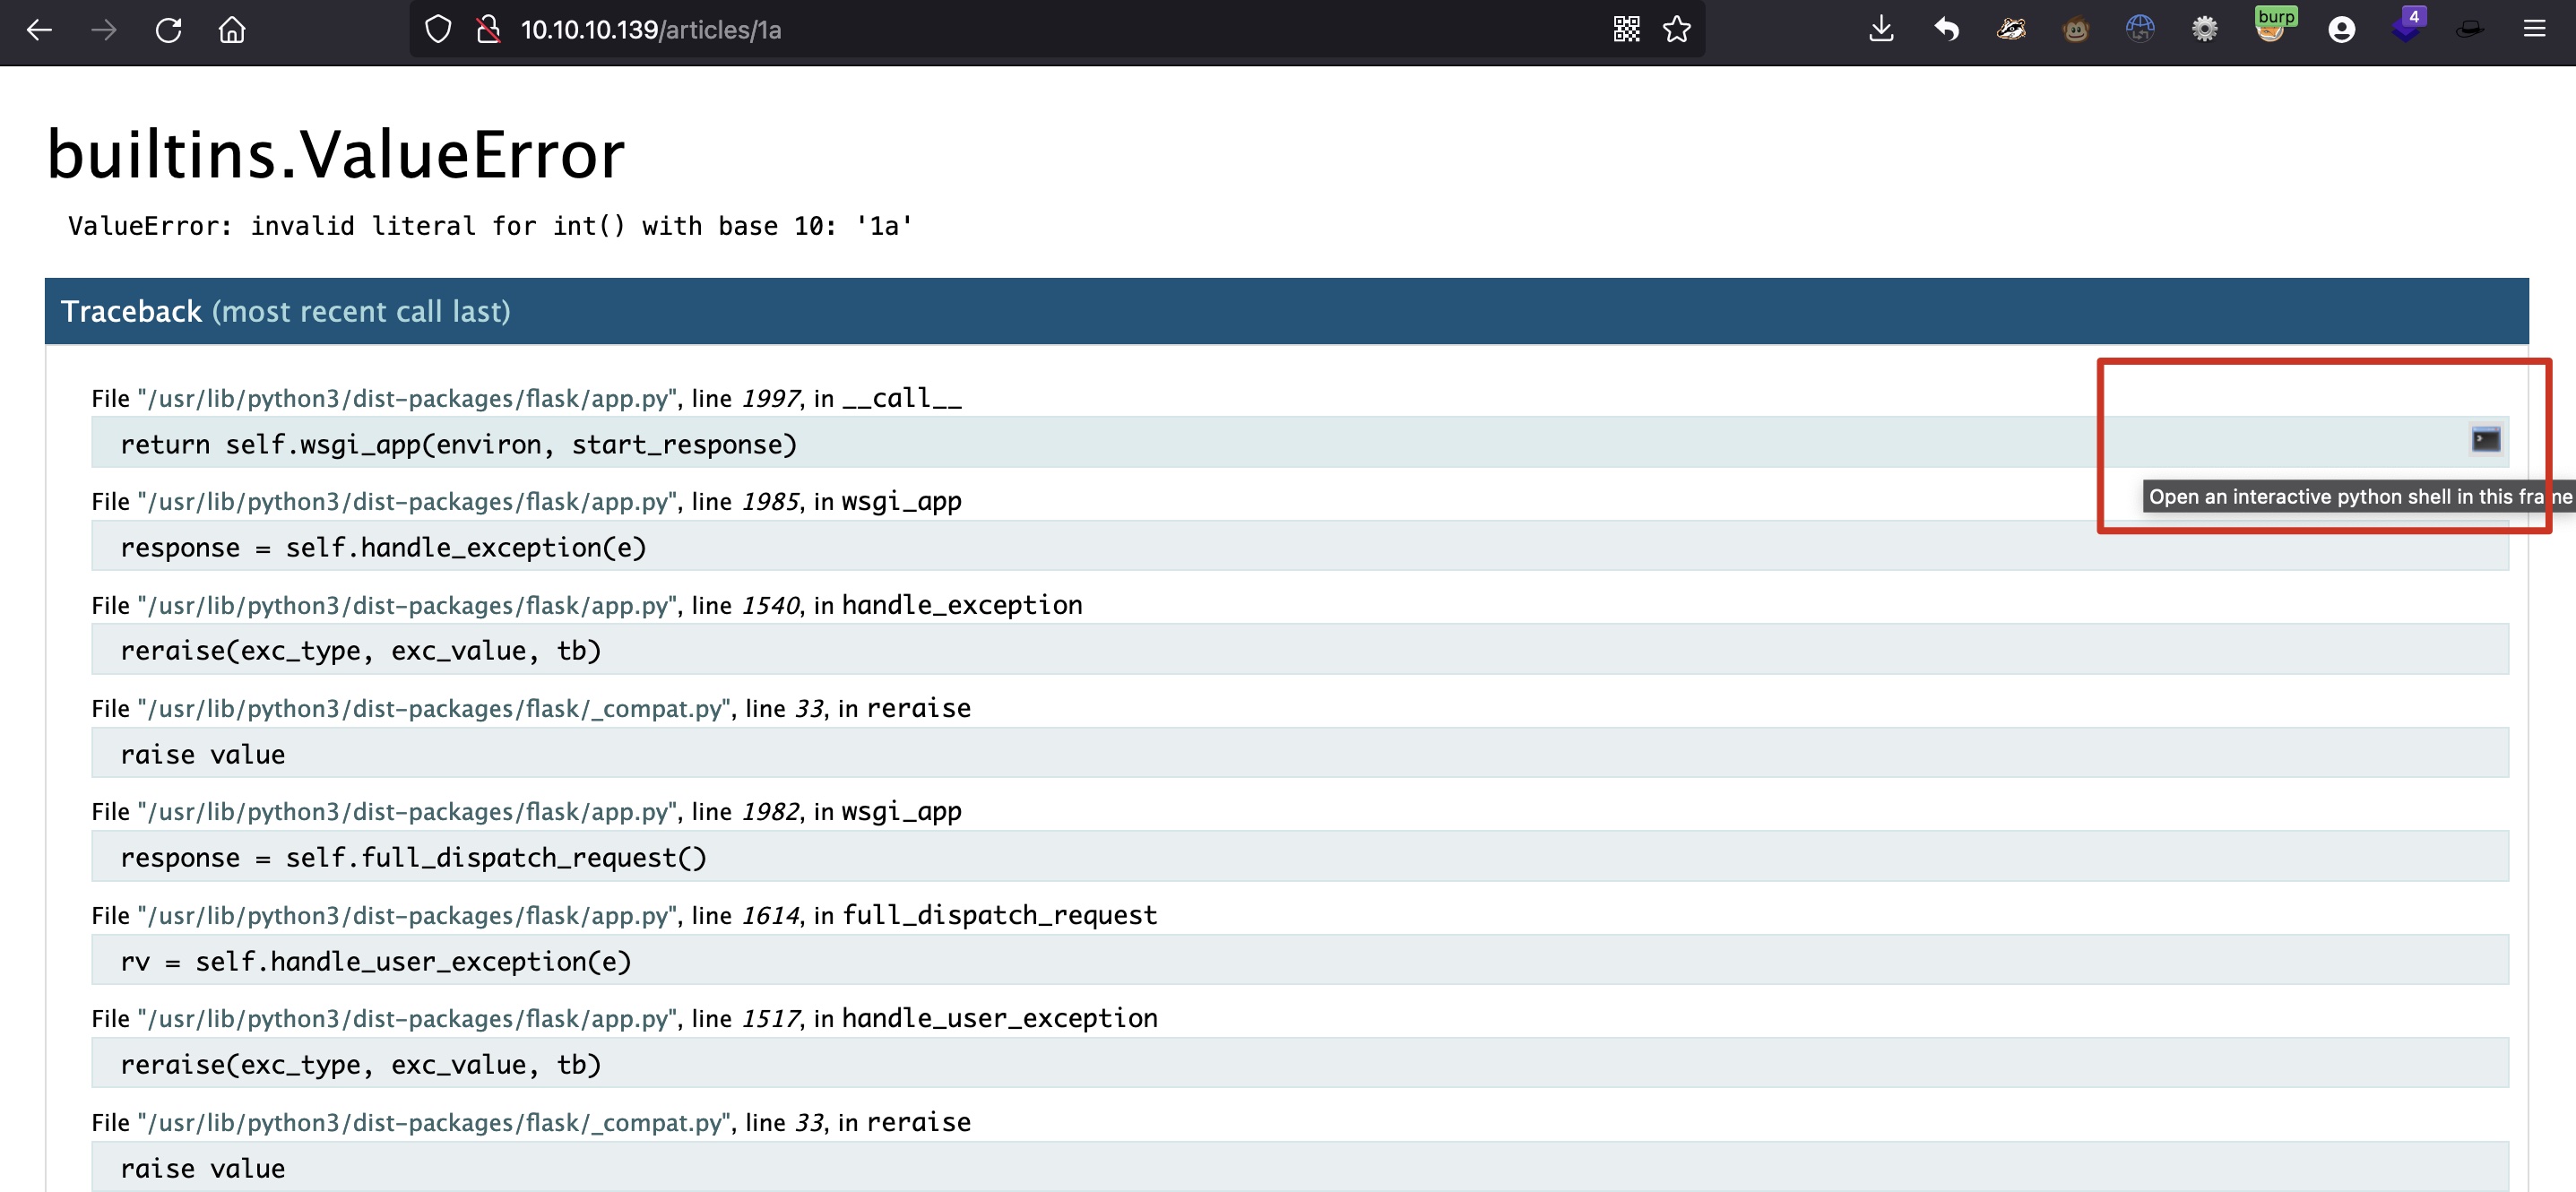 10.10.10.139/articles/1a
burp
4
builtins.ValueError
ValueError: invalid literal for int() with base 10: '1a'
Traceback (most recent call last)
File "/usr/lib/python3/dist-packages/flask/app.py", line 1997, in __call__
return self.wsgi_app(environ, start_response)
Open an interactive python shell in this frame
File "/usr/lib/python3/dist-packages/flask/app.py", line 1985, in wsgi_app
response = self.handle_exception(e)
File "/usr/lib/python3/dist-packages/flask/app.py", line 1540, in handle_exception
reraise(exc_type, exc_value, tb)
File "/usr/lib/python3/dist-packages/flask/_compat.py", line 33, in reraise
raise value
File "/usr/lib/python3/dist-packages/flask/app.py", line 1982, in wsgi_app
response = self.full_dispatch_request()
File "/usr/lib/python3/dist-packages/flask/app.py", line 1614, in full_dispatch_request
rv = self.handle_user_exception(e)
File "/usr/lib/python3/dist-packages/flask/app.py", line 1517, in handle_user_exception
reraise(exc_type, exc_value, tb)
File "/usr/lib/python3/dist-packages/flask/_compat.py", line 33, in reraise
raise value